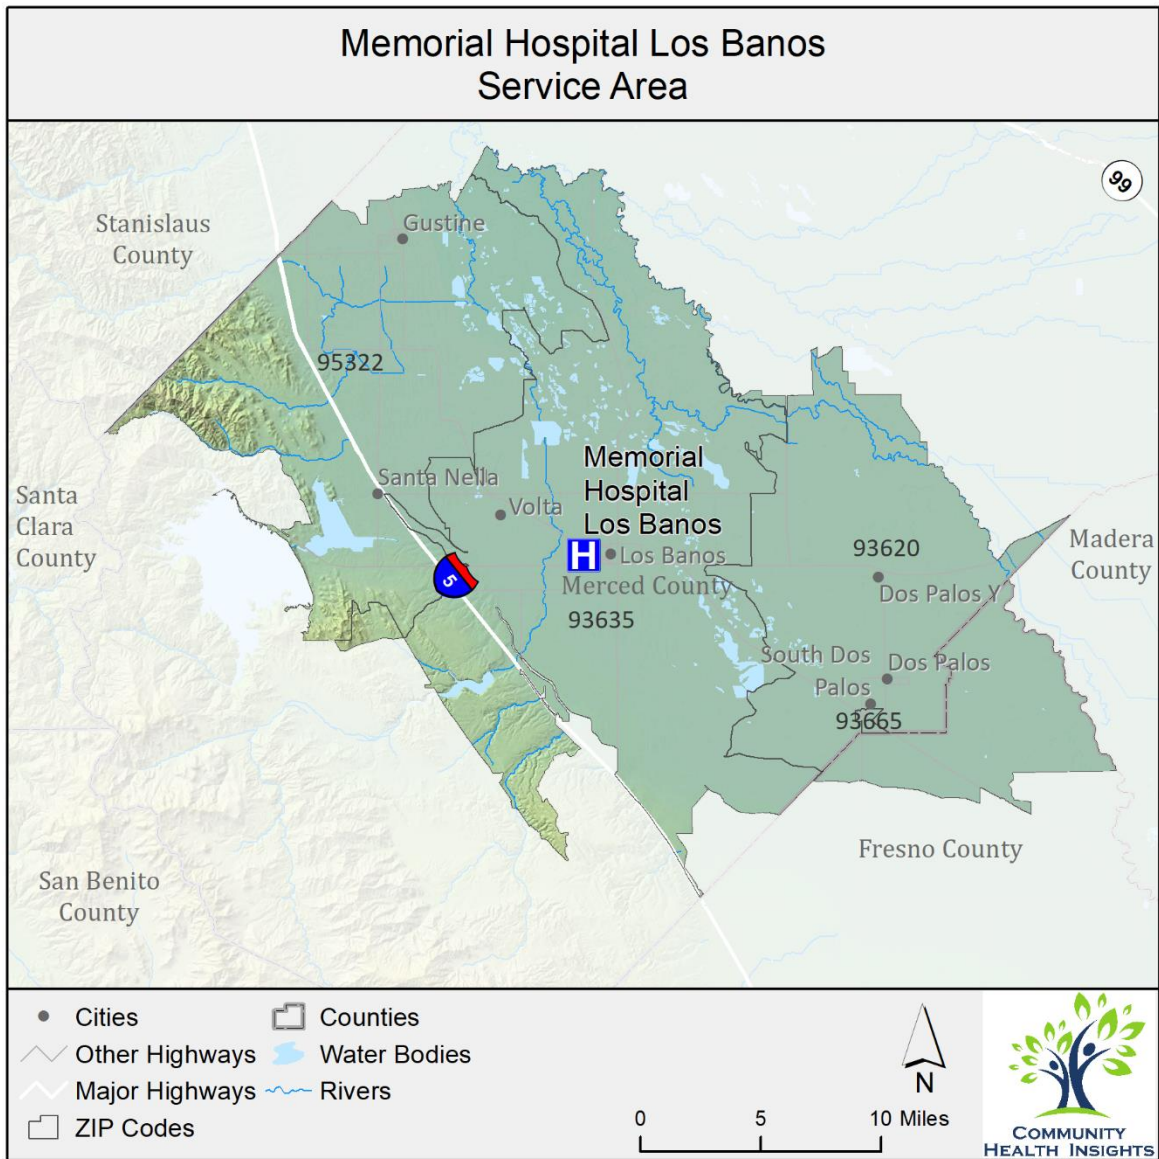 Memorial Hospital Los Banos
Service Area
99
Stanislaus
County
Gustine
95322
Santa Nella
Volta
Memorial
Hospital
Los Banos
H
Los Banos
Merced County
93635
5
Santa
Clara
County
93620
Madera
County
Dos Palos Y
South Dos
Palos
Dos Palos
93665
Fresno County
San Benito
County
Cities
Other Highways
Major Highways
ZIP Codes
Counties
Water Bodies
Rivers
N
0 5 10 Miles
COMMUNITY
HEALTH INSIGHTS